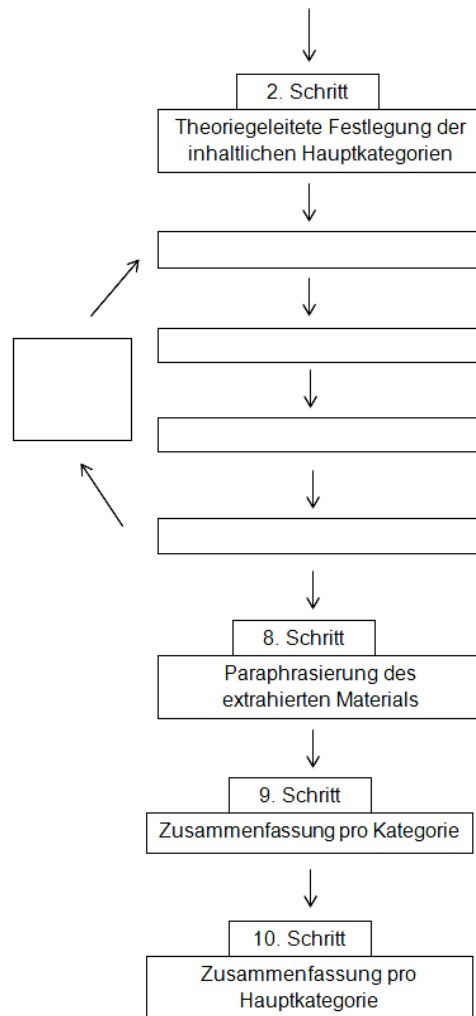 2. Schritt
Theoriegeleitete Festlegung der
inhaltlichen Hauptkategorien
8. Schritt
Paraphrasierung des
extrahierten Materials
9. Schritt
Zusammenfassung pro Kategorie
10. Schritt
Zusammenfassung pro
Hauptkategorie